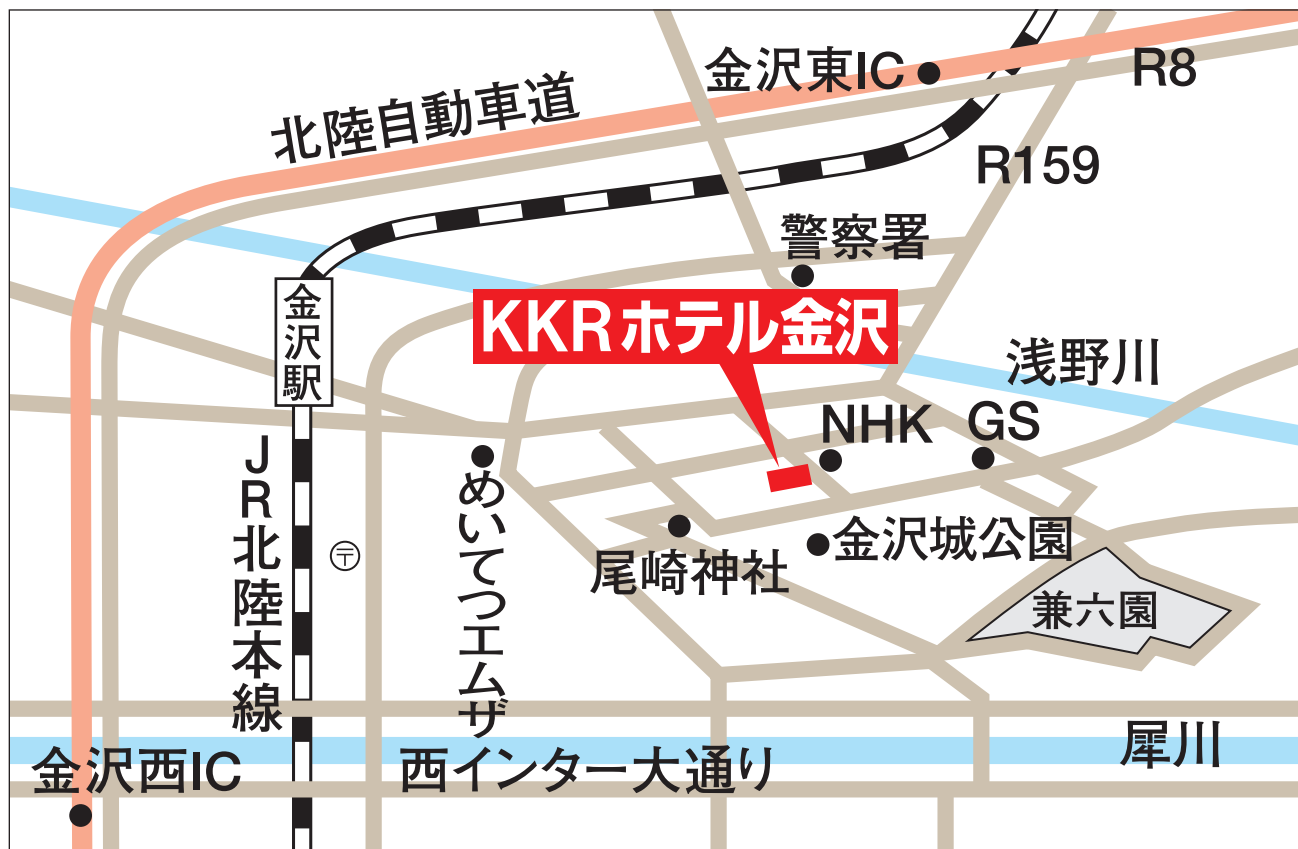 金沢東IC
R8
北陸自動車道
R159
警察署
KKRホテル金沢
金沢駅
浅野川
NHK
GS
JR北陸本線
〒
めいてつエムザ
金沢城公園
尾崎神社
兼六園
金沢西IC
西インター大通り
犀川